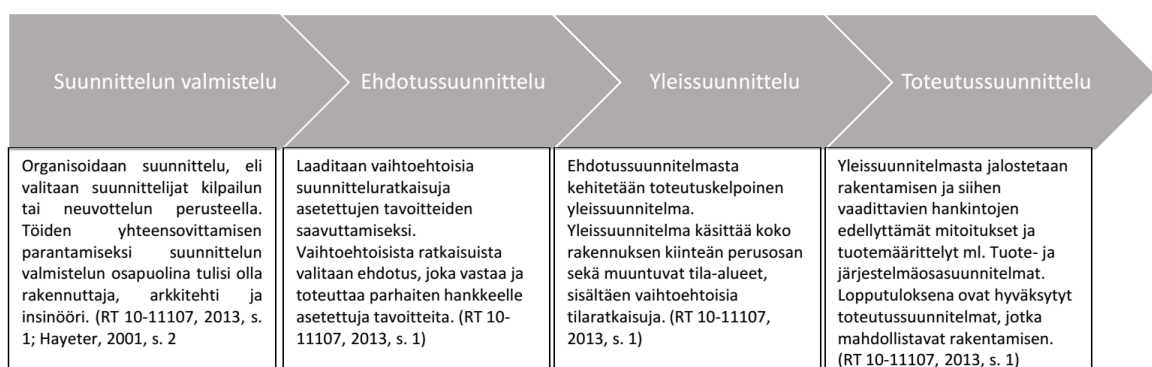 Suunnittelun valmistelu
Ehdotussuunnittelu
Yleissuunnittelu
Toteutussuunnittelu
Organisoidaan suunnittelu, eli
valitaan suunnittelijat kilpailun
tai neuvottelun perusteella.
Töiden yhteensovittamisen
parantamiseksi suunnittelun
valmistelun osapuolina tulisi olla
rakennuttaja, arkkitehti ja
insinööri. (RT 10-11107, 2013, s.
1; Hayeter, 2001, s. 2
Laaditaan vaihtoehtoisia
suunnitteluratkaisuja
asetettujen tavoitteiden
saavuttamiseksi.
Vaihtoehtoisista ratkaisuista
valitaan ehdotus, joka vastaa ja
toteuttaa parhaiten hankkeelle
asetettuja tavoitteita. (RT 10-
11107, 2013, s. 1)
Ehdotussuunnitelmasta
kehitetään toteutuskelpoinen
yleissuunnitelma.
Yleissuunnitelma käsittää koko
rakennuksen kiinteän perusosan
sekä muuntuvat tila-alueet,
sisältäen vaihtoehtoisia
tilaratkaisuja. (RT 10-11107,
2013, s. 1)
Yleissuunnitelmasta jalostetaan
rakentamisen ja siihen
vaadittavien hankintojen
edellyttämät mitoitukset ja
tuotemäärittelyt ml. Tuote- ja
järjestelmäosasuunnitelmat.
Lopputuloksena ovat hyväksytyt
toteutussuunnitelmat, jotka
mahdollistavat rakentamisen.
(RT 10-11107, 2013, s. 1)